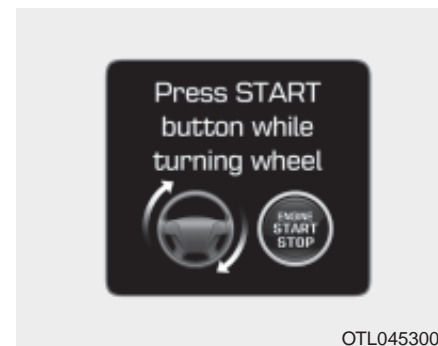 Press START
button while
turning wheel
ENGINE
START
STOP
OTL045300